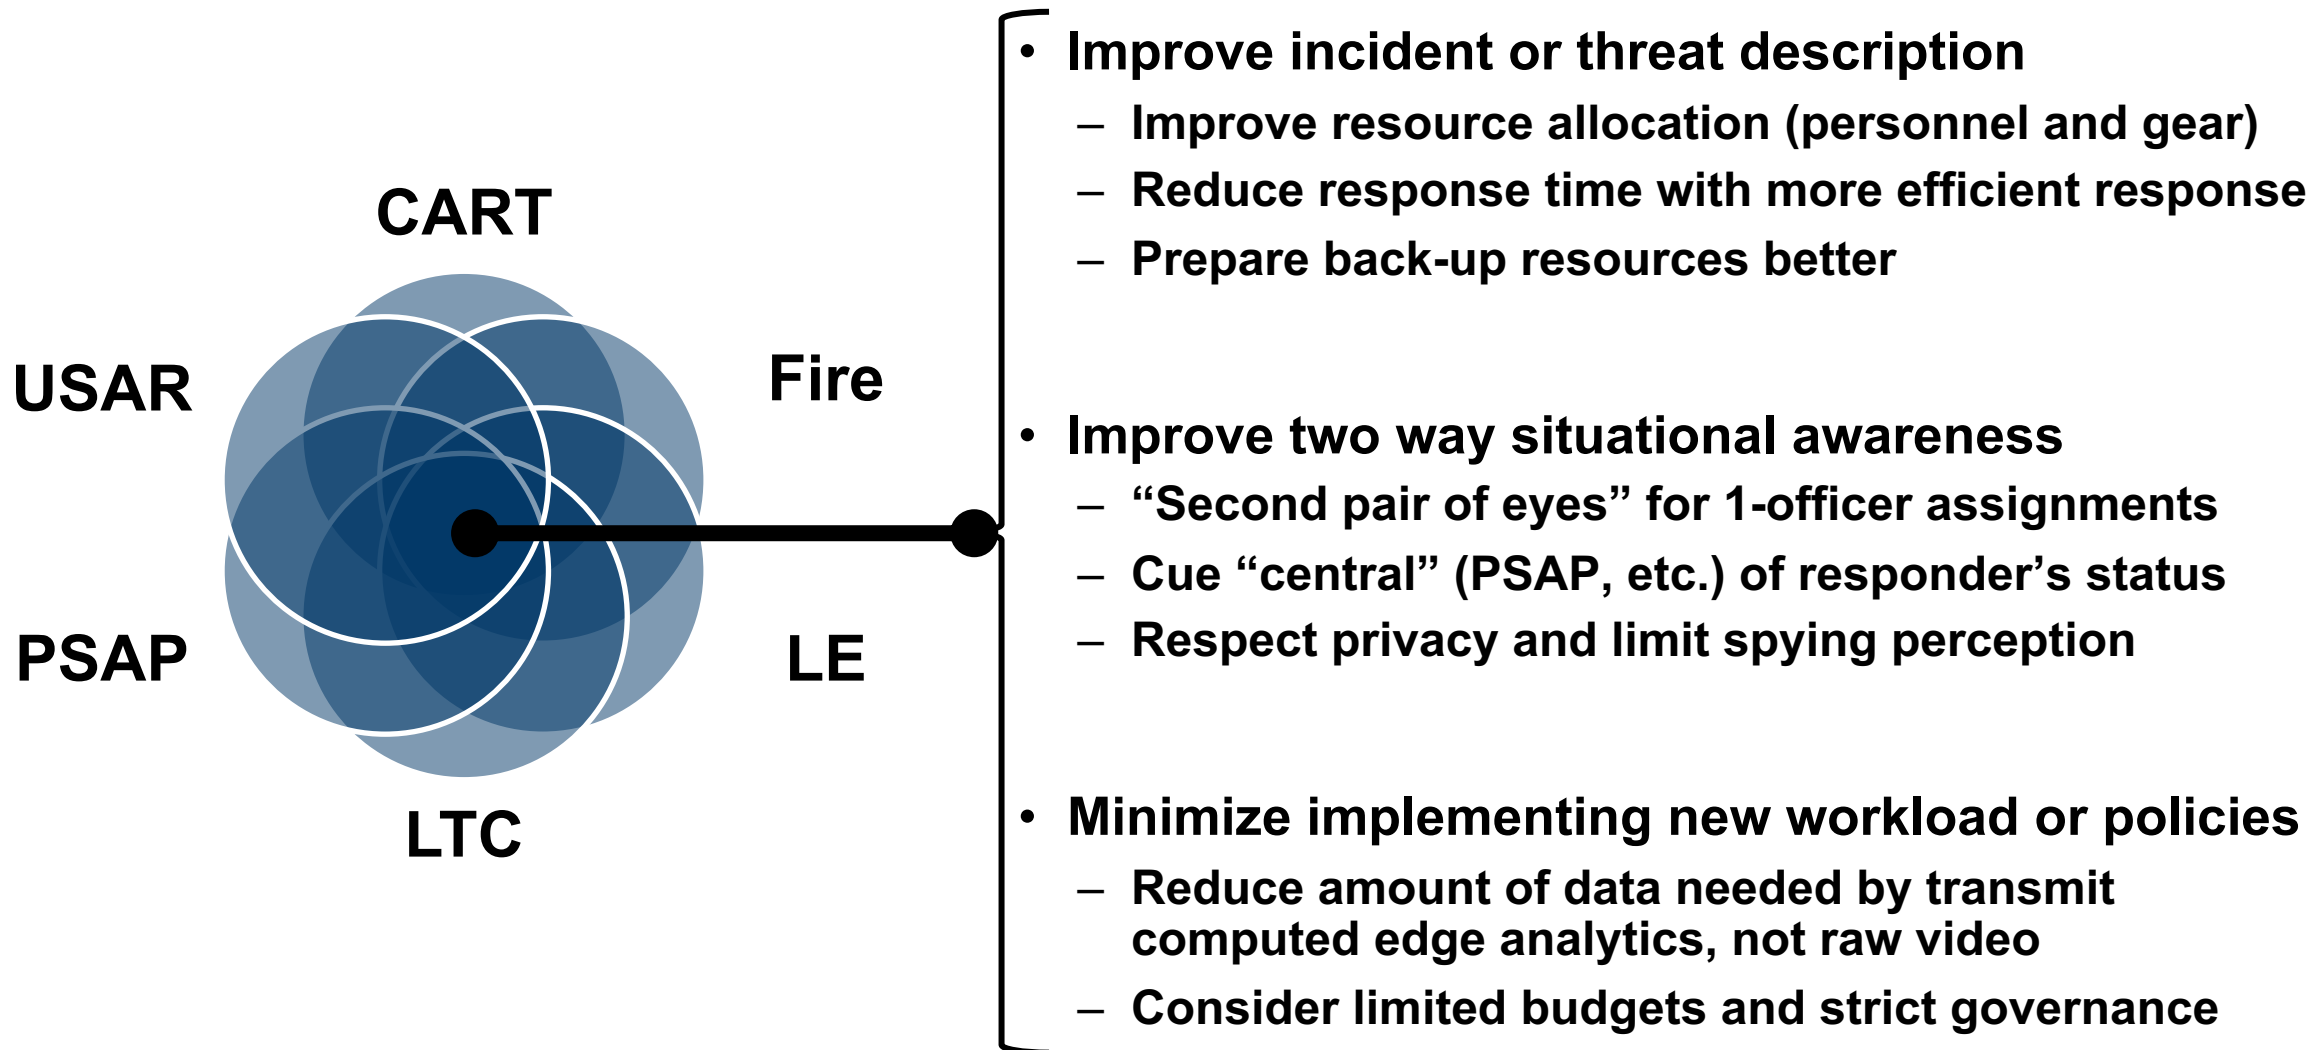 CART
USAR
Fire
PSAP
LE
LTC
• Improve incident or threat description
– Improve resource allocation (personnel and gear)
– Reduce response time with more efficient response
– Prepare back-up resources better
• Improve two way situational awareness
– “Second pair of eyes” for 1-officer assignments
– Cue “central” (PSAP, etc.) of responder’s status
– Respect privacy and limit spying perception
• Minimize implementing new workload or policies
– Reduce amount of data needed by transmit
computed edge analytics, not raw video
– Consider limited budgets and strict governance